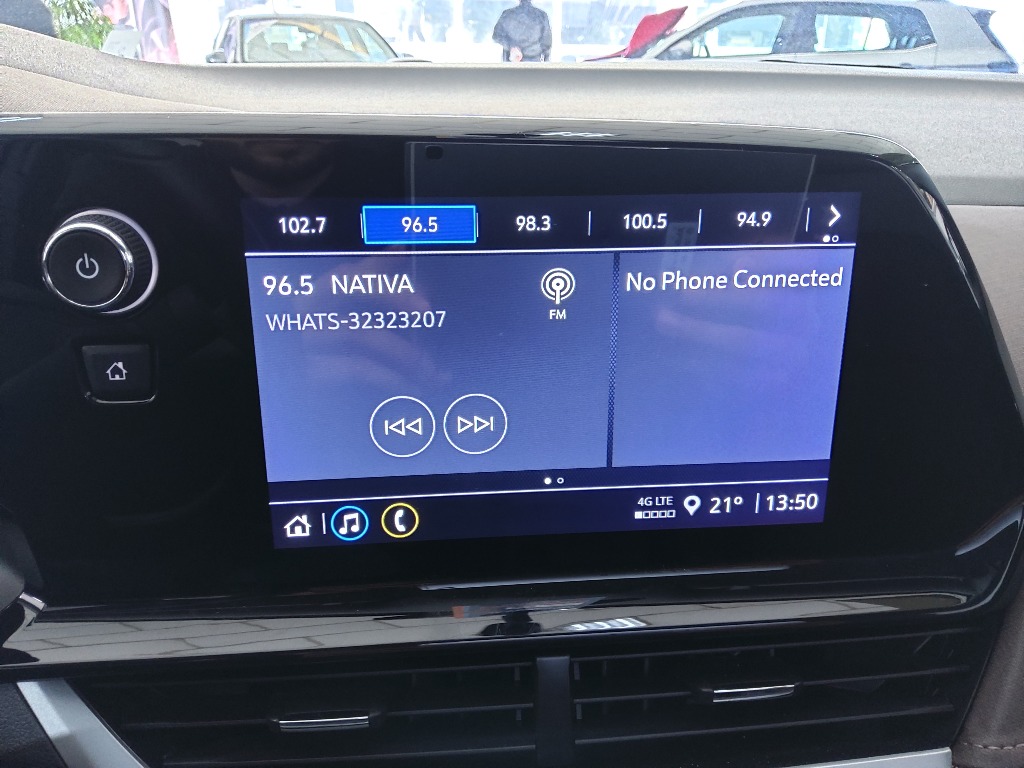 102.7 96.5 98.3 100.5 94.9
96.5 NATIVA
WHATS-32323207
FM
No Phone Connected
4G LTE
21° 13:50